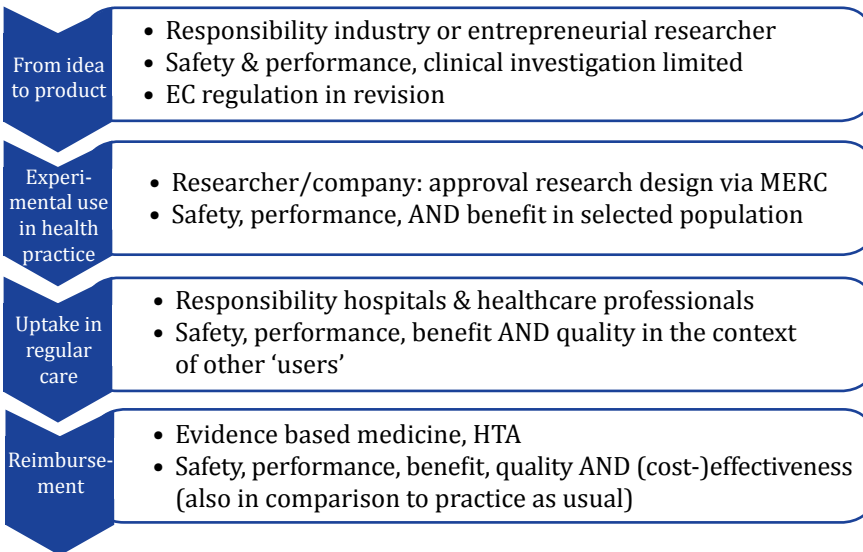 From idea
to product
• Responsibility industry or entrepreneurial researcher
• Safety & performance, clinical investigation limited
• EC regulation in revision
Experi-
mental use
in health
practice
• Researcher/company: approval research design via MERC
• Safety, performance, AND benefit in selected population
Uptake in
regular
care
• Responsibility hospitals & healthcare professionals
• Safety, performance, benefit AND quality in the context
of other ‘users’
Reimburse-
ment
• Evidence based medicine, HTA
• Safety, performance, benefit, quality AND (cost-)effectiveness
(also in comparison to practice as usual)